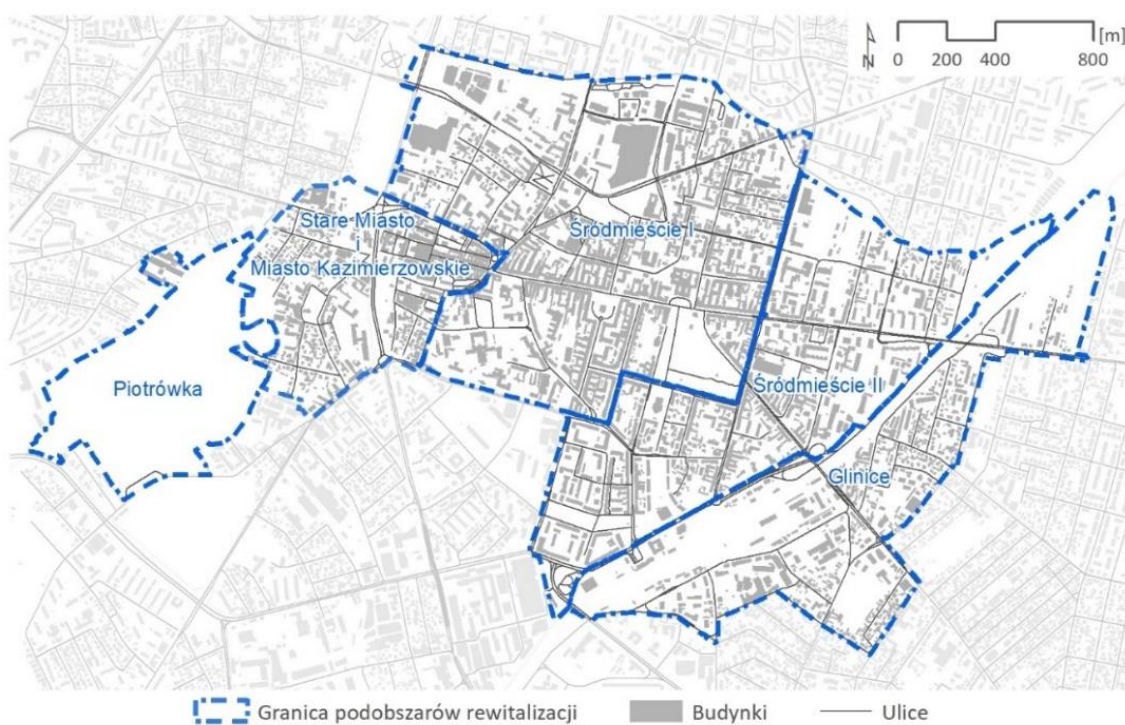 [m]
N
0 200 400 800
Stare Miasto
i
Miasto Kazimierzowskie
Śródmieście I
Piotrówka
Śródmieście II
Glinice
Granica podobszarów rewitalizacji
Budynki
Ulice